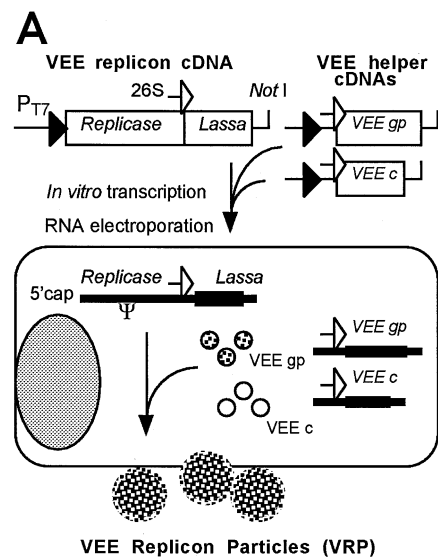 A
VEE replicon cDNA
VEE helper
cDNAs
26S
Not I
PT7
Replicase
Lassa
VEE gp
VEE c
In vitro transcription
RNA electroporation
Replicase
Lassa
5'cap
Ψ
VEE gp
VEE gp
VEE c
VEE c
VEE Replicon Particles (VRP)